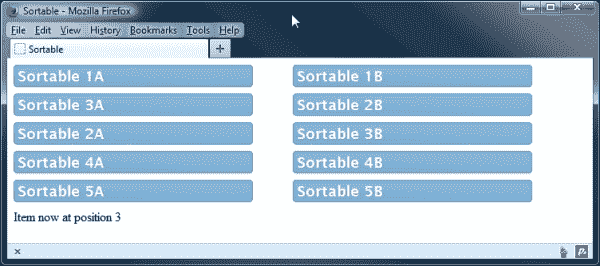 Sortable - Mozilla Firefox
File Edit View History Bookmarks Tools Help
Sortable
Sortable 1A Sortable 1B
Sortable 3A Sortable 2B
Sortable 2A Sortable 3B
Sortable 4A Sortable 4B
Sortable 5A Sortable 5B
Item now at position 3